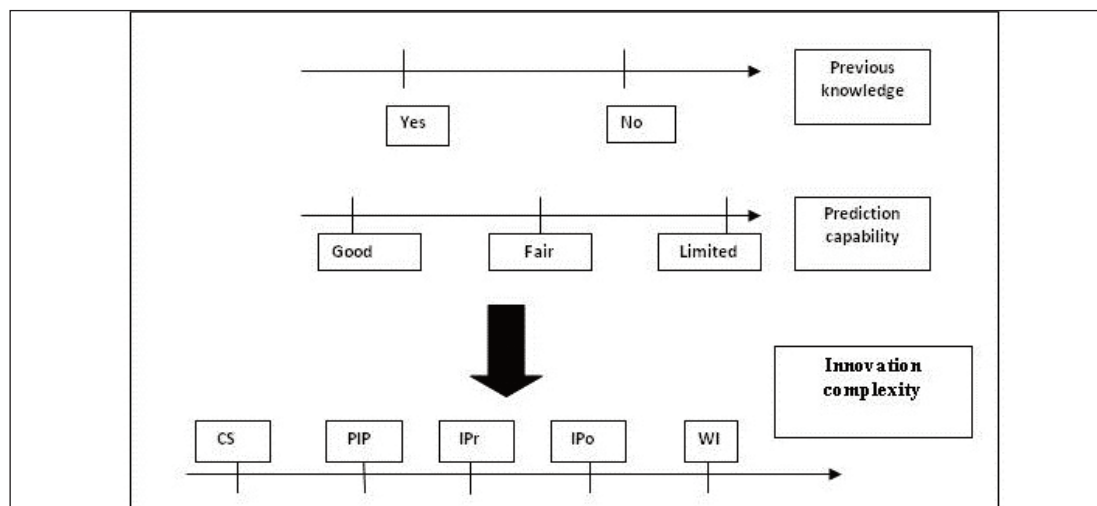 Previous
knowledge
Yes
No
Prediction
capability
Good
Fair
Limited
Innovation
complexity
CS
PIP
IPr
IPo
WI